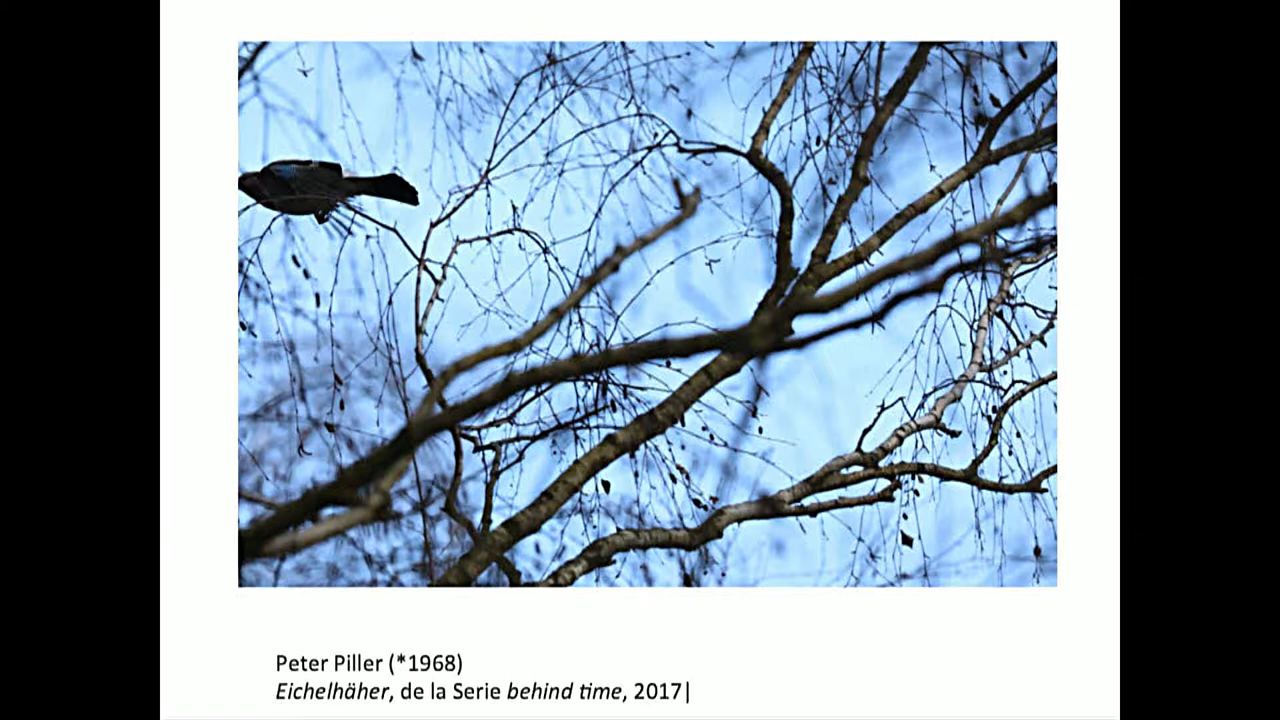 Peter Piller (*1968)
Eichelhäher, de la Serie behind time, 2017|